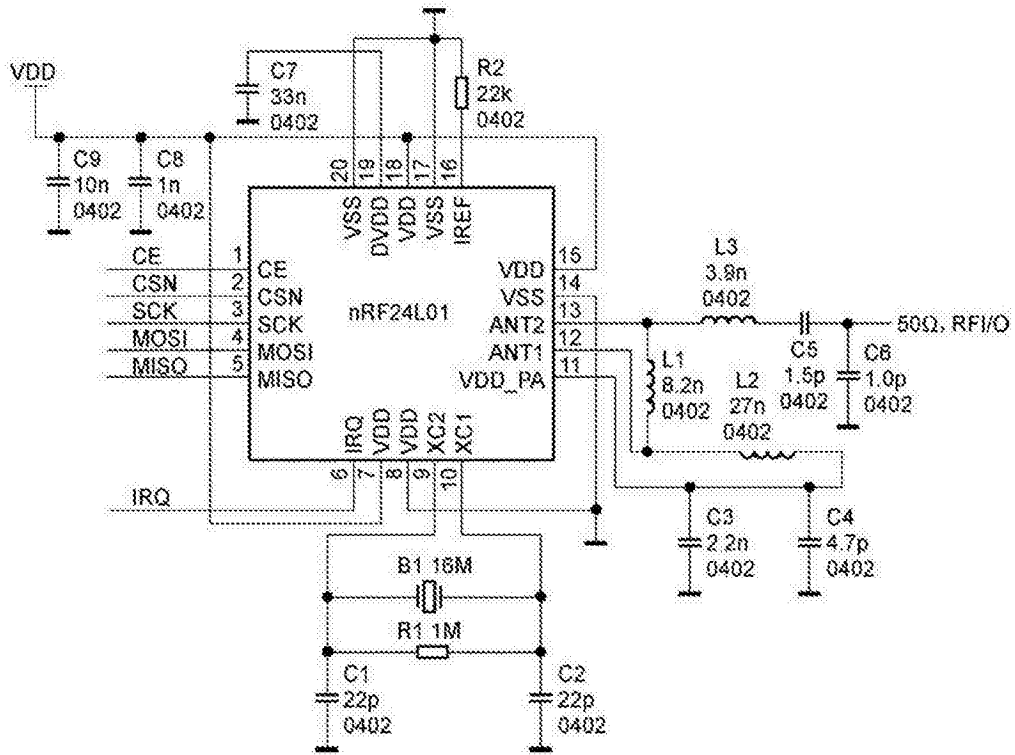 VDD
C7
33n
0402
R2
22k
0402
C9
10n
0402
C8
1n
0402
20
19
18
17
16
VSS
DVDD
VDD
VSS
IREF
CE
CSN
SCK
MOSI
MISO
1
2
3
4
5
CE
CSN
SCK
MOSI
MISO
nRF24L01
VDD
VSS
ANT2
ANT1
VDD_PA
15
14
13
12
11
L3
3.9n
0402
50Ω, RFI/O
L1
8.2n
0402
L2
27n
0402
C5
1.5p
0402
C6
1.0p
0402
IRQ
VDD
VDD
XC2
XC1
6
7
8
9
10
IRQ
C3
2.2n
0402
C4
4.7p
0402
B1 16M
R1 1M
C1
22p
0402
C2
22p
0402